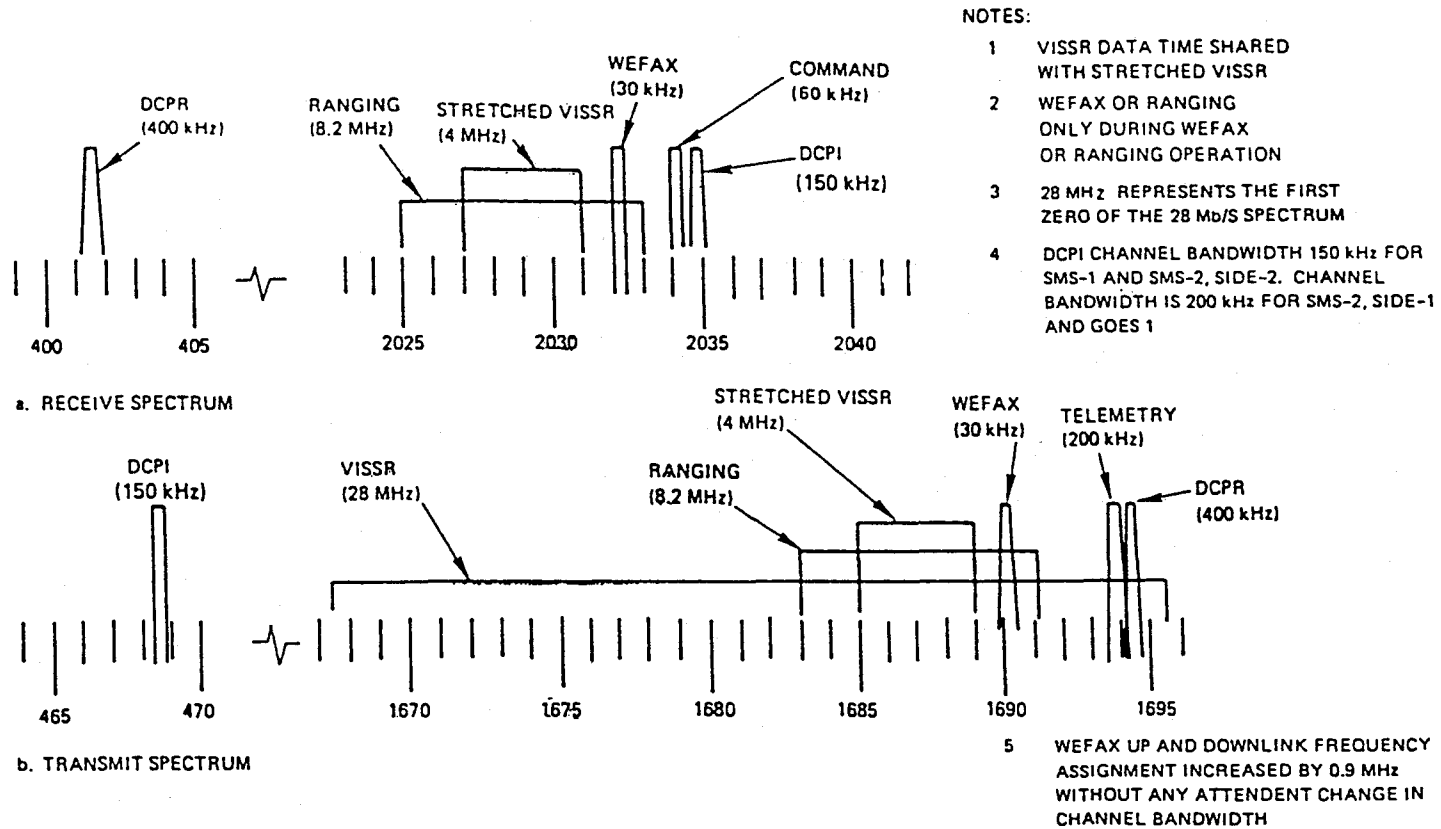 NOTES:
1 VISSR DATA TIME SHARED
WITH STRETCHED VISSR
2 WEFAX OR RANGING
ONLY DURING WEFAX
OR RANGING OPERATION
3 28 MHz REPRESENTS THE FIRST
ZERO OF THE 28 Mb/S SPECTRUM
4 DCPI CHANNEL BANDWIDTH 150 kHz FOR
SMS-1 AND SMS-2, SIDE-2. CHANNEL
BANDWIDTH IS 200 kHz FOR SMS-2, SIDE-1
AND GOES 1
DCPR
(400 kHz)
RANGING
(8.2 MHz)
STRETCHED VISSR
(4 MHz)
WEFAX
(30 kHz)
COMMAND
(60 kHz)
DCPI
(150 kHz)
400 405 2025 2030 2035 2040
a. RECEIVE SPECTRUM
DCPI
(150 kHz)
VISSR
(28 MHz)
RANGING
(8.2 MHz)
STRETCHED VISSR
(4 MHz)
WEFAX
(30 kHz)
TELEMETRY
(200 kHz)
DCPR
(400 kHz)
465 470 1670 1675 1680 1685 1690 1695
b. TRANSMIT SPECTRUM
5 WEFAX UP AND DOWNLINK FREQUENCY
ASSIGNMENT INCREASED BY 0.9 MHz
WITHOUT ANY ATTENDENT CHANGE IN
CHANNEL BANDWIDTH